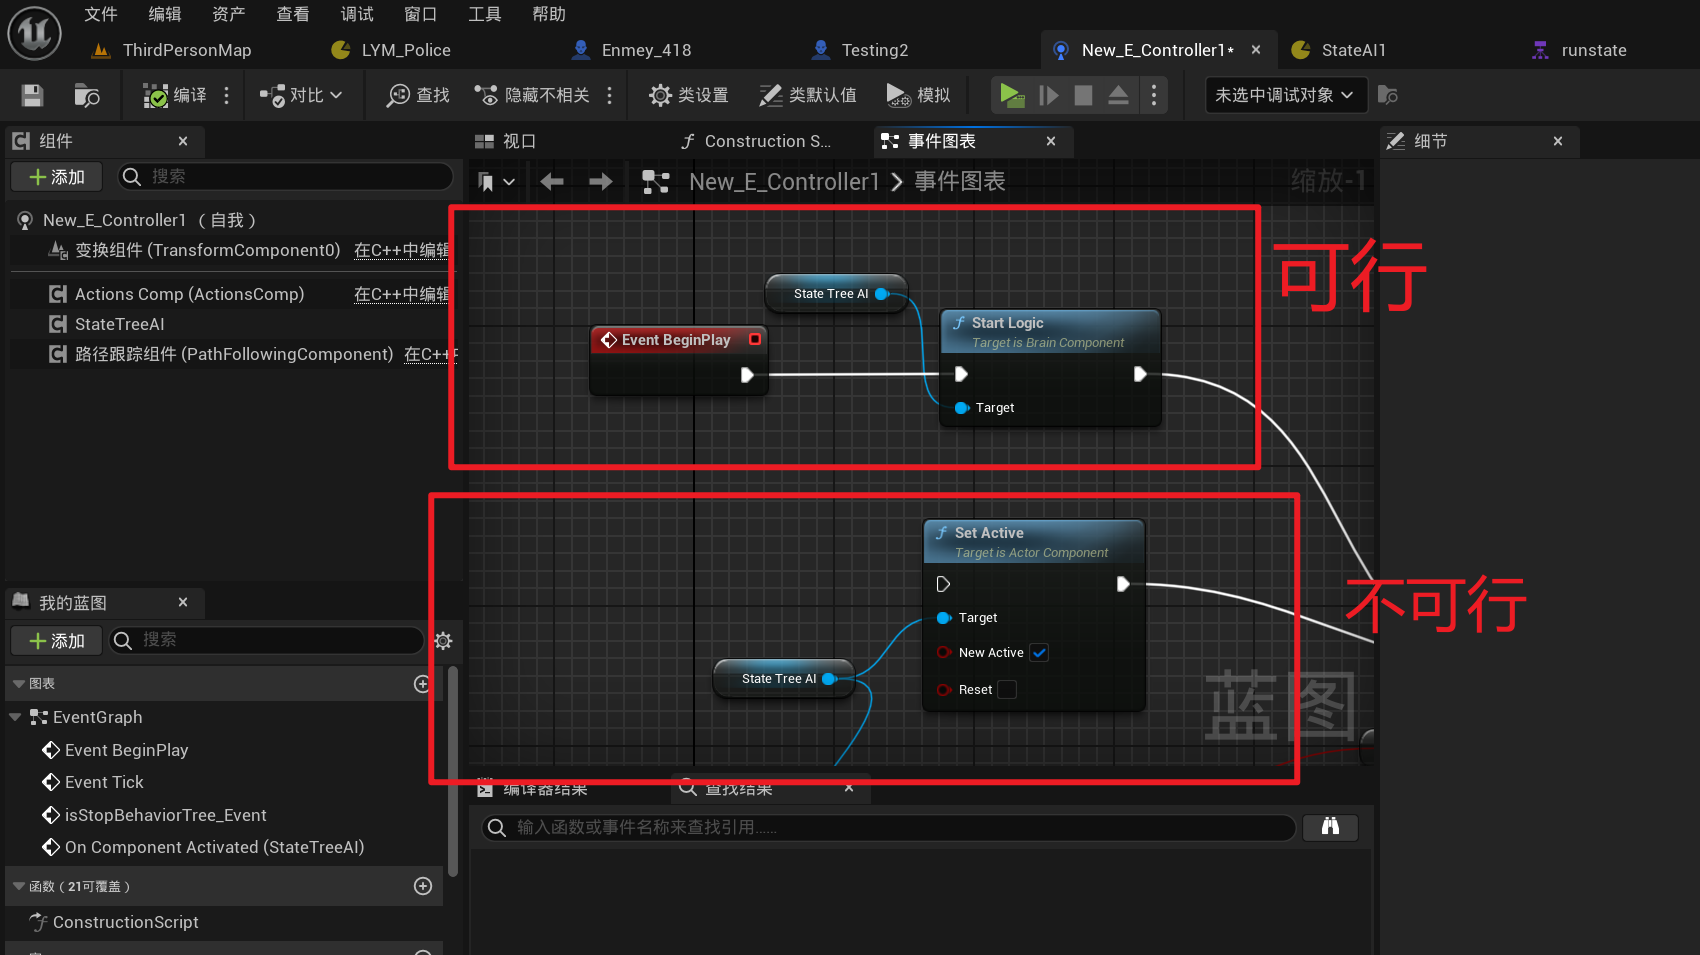 文件 编辑 资产 查看 调试 窗口 工具 帮助
ThirdPersonMap LYM_Police Enmey_418 Testing2 New_E_Controller1* StateAI1 runstate
编译 对比 查找 隐藏不相关 类设置 类默认值 模拟 未选中调试对象
组件 视口 Construction S... 事件图表 细节
添加 搜索
New_E_Controller1 > 事件图表 缩放-1
New_E_Controller1 （自我）
变换组件 (TransformComponent0) 在C++中编辑
Actions Comp (ActionsComp) 在C++中编辑
StateTreeAI
路径跟踪组件 (PathFollowingComponent) 在C++中
可行
State Tree AI
Event BeginPlay
Start Logic
Target is Brain Component
Target
Set Active
Target is Actor Component
Target
New Active
Reset
State Tree AI
不可行
蓝图
我的蓝图
添加 搜索
图表
EventGraph
Event BeginPlay
Event Tick
isStopBehaviorTree_Event
On Component Activated (StateTreeAI)
函数（21可覆盖）
ConstructionScript
编译器结果 查找结果
输入函数或事件名称来查找引用......